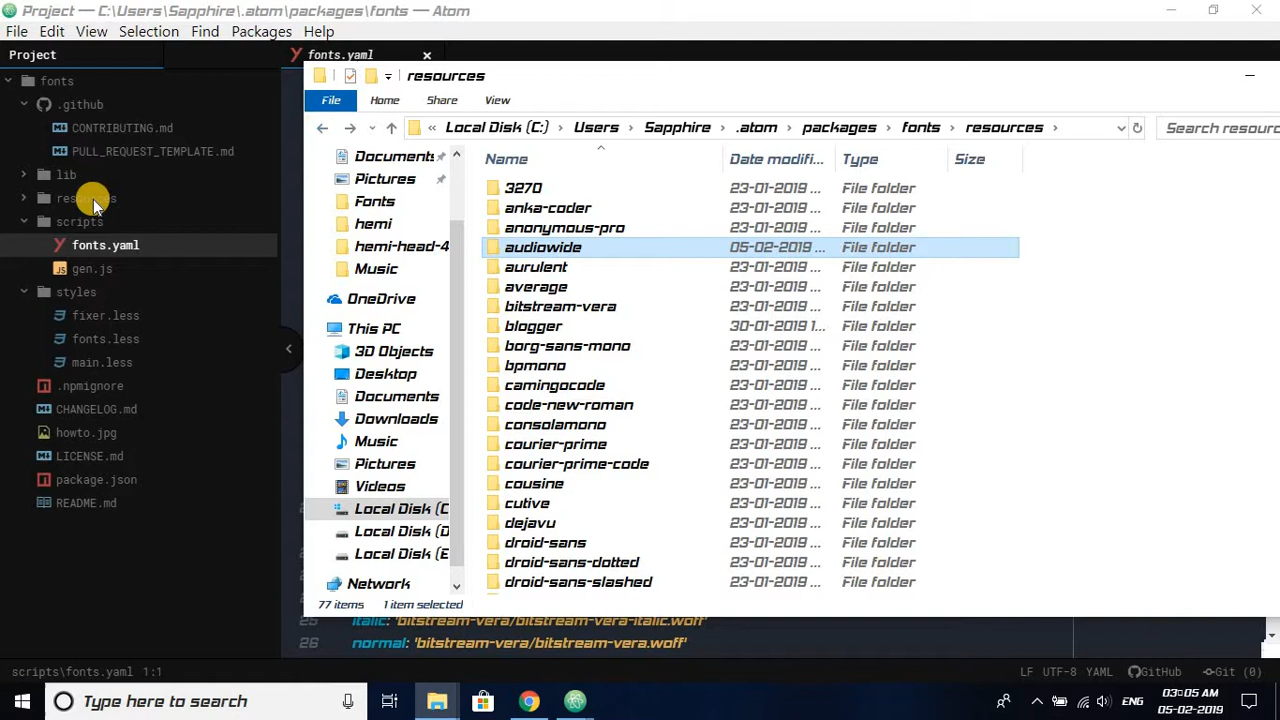 Project — C:\Users\Sapphire\.atom\packages\fonts — Atom
File Edit View Selection Find Packages Help
Project
fonts
.github
CONTRIBUTING.md
PULL_REQUEST_TEMPLATE.md
lib
scripts
fonts.yaml
gen.js
styles
fixer.less
fonts.less
main.less
.npmignore
CHANGELOG.md
howto.jpg
LICENSE.md
package.json
README.md
fonts.yaml
resources
File Home Share View
« Local Disk (C:) Users Sapphire .atom packages fonts resources
Search resourc
Documents
Pictures
Fonts
hemi
hemi-head-4
Music
OneDrive
This PC
3D Objects
Desktop
Documents
Downloads
Music
Pictures
Videos
Local Disk (C
Local Disk (D
Local Disk (E
Network
Name Date modifi... Type Size
3270 23-01-2019 ... File folder
anka-coder 23-01-2019 ... File folder
anonymous-pro 23-01-2019 ... File folder
audiowide 05-02-2019 ... File folder
aurulent 23-01-2019 ... File folder
average 23-01-2019 ... File folder
bitstream-vera 23-01-2019 ... File folder
blogger 30-01-2019 1... File folder
borg-sans-mono 23-01-2019 ... File folder
bpmono 23-01-2019 ... File folder
camingocode 23-01-2019 ... File folder
code-new-roman 23-01-2019 ... File folder
consolamono 23-01-2019 ... File folder
courier-prime 23-01-2019 ... File folder
courier-prime-code 23-01-2019 ... File folder
cousine 23-01-2019 ... File folder
cutive 23-01-2019 ... File folder
dejavu 23-01-2019 ... File folder
droid-sans 23-01-2019 ... File folder
droid-sans-dotted 23-01-2019 ... File folder
droid-sans-slashed 23-01-2019 ... File folder
77 items 1 item selected
25 italic: 'bitstream-vera/bitstream-vera-italic.woff'
26 normal: 'bitstream-vera/bitstream-vera.woff'
scripts\fonts.yaml 1:1
LF UTF-8 YAML GitHub Git (0)
Type here to search
ENG
03:05 AM
05-02-2019